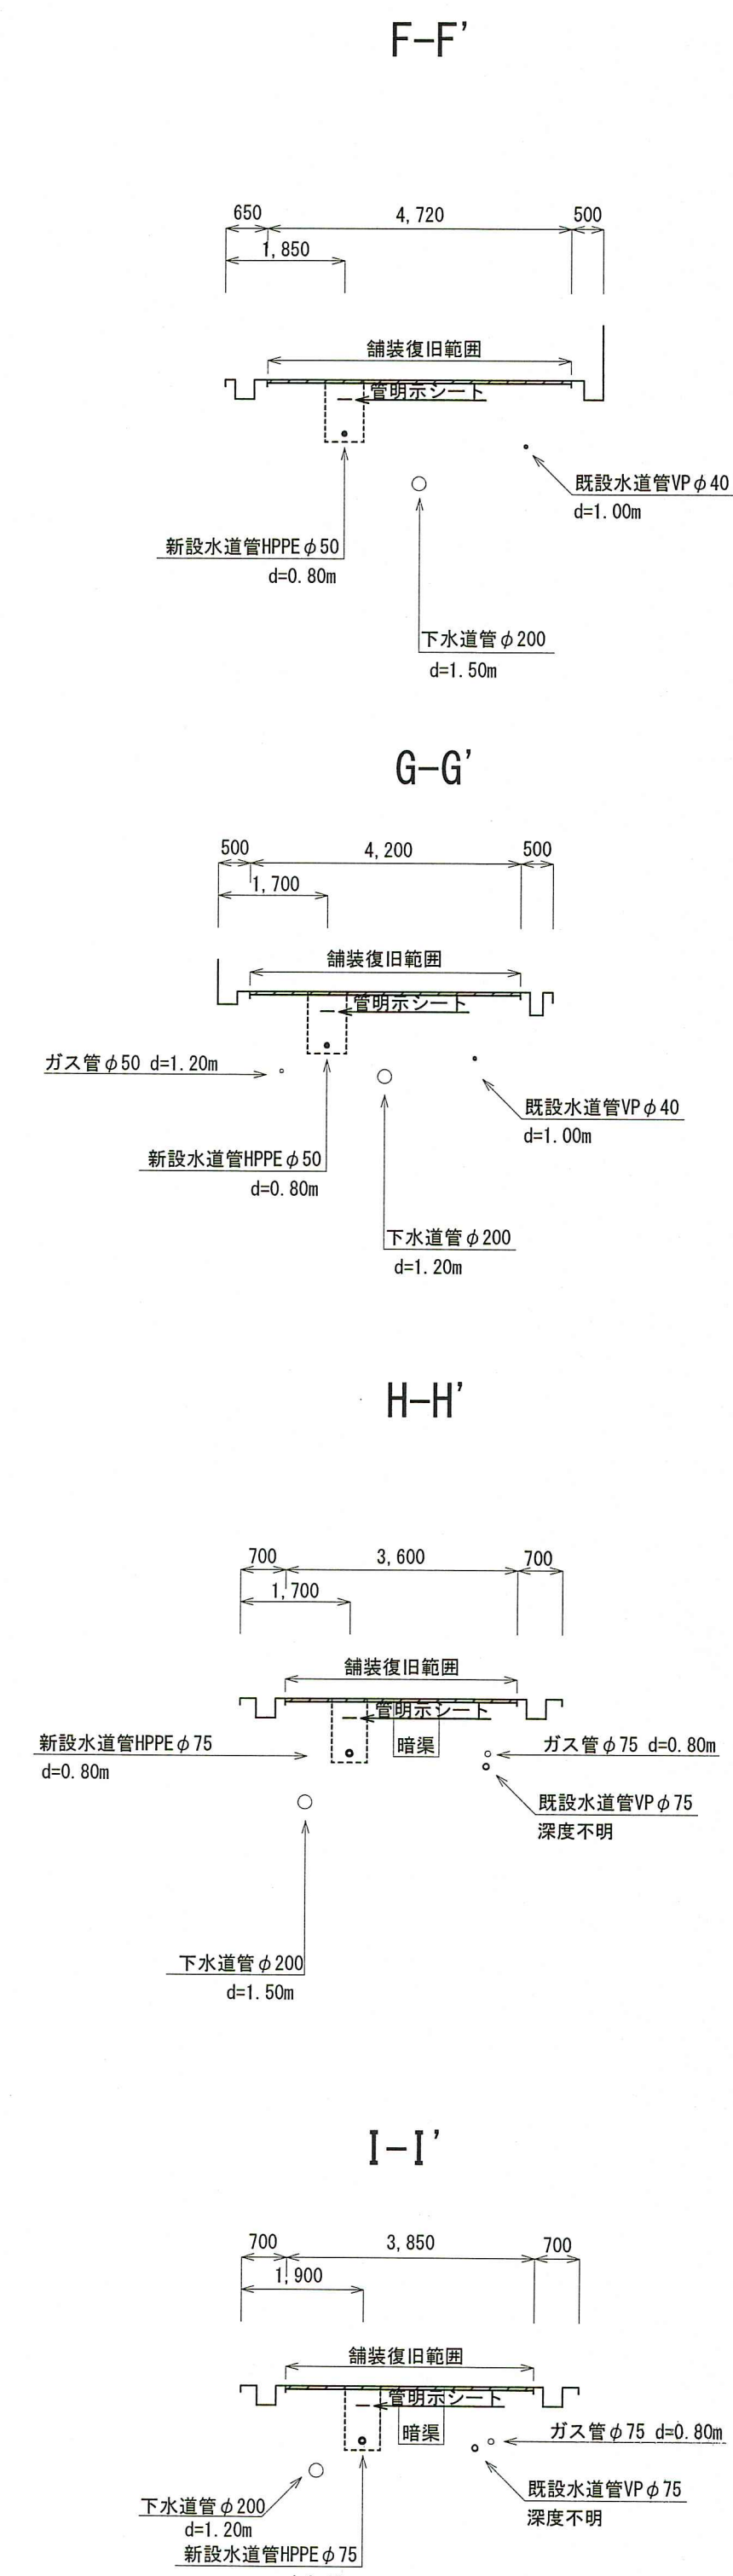 F−F’
650
4,720
500
1,850
舗装復旧範囲
管明示シート
既設水道管VPφ40
d=1.00m
新設水道管HPPEφ50
d=0.80m
下水道管φ200
d=1.50m
G−G’
500
4,200
500
1,700
舗装復旧範囲
管明示シート
ガス管φ50 d=1.20m
既設水道管VPφ40
d=1.00m
新設水道管HPPEφ50
d=0.80m
下水道管φ200
d=1.20m
H−H’
700
3,600
700
1,700
舗装復旧範囲
管明示シート
新設水道管HPPEφ75
d=0.80m
暗渠
ガス管φ75 d=0.80m
既設水道管VPφ75
深度不明
下水道管φ200
d=1.50m
I−I’
700
3,850
700
1,900
舗装復旧範囲
管明示シート
暗渠
ガス管φ75 d=0.80m
既設水道管VPφ75
深度不明
下水道管φ200
d=1.20m
新設水道管HPPEφ75